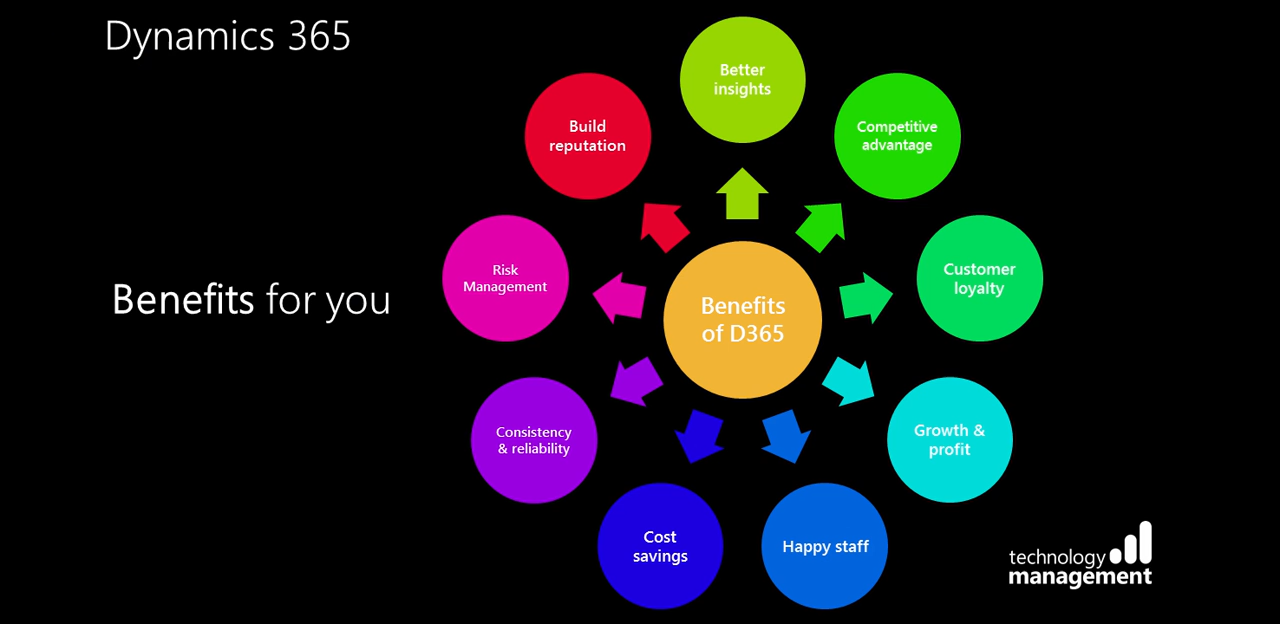 Dynamics 365
Benefits for you
Benefits
of D365
Better
insights
Competitive
advantage
Customer
loyalty
Growth &
profit
Happy staff
Cost
savings
Consistency
& reliability
Risk
Management
Build
reputation
technology
management